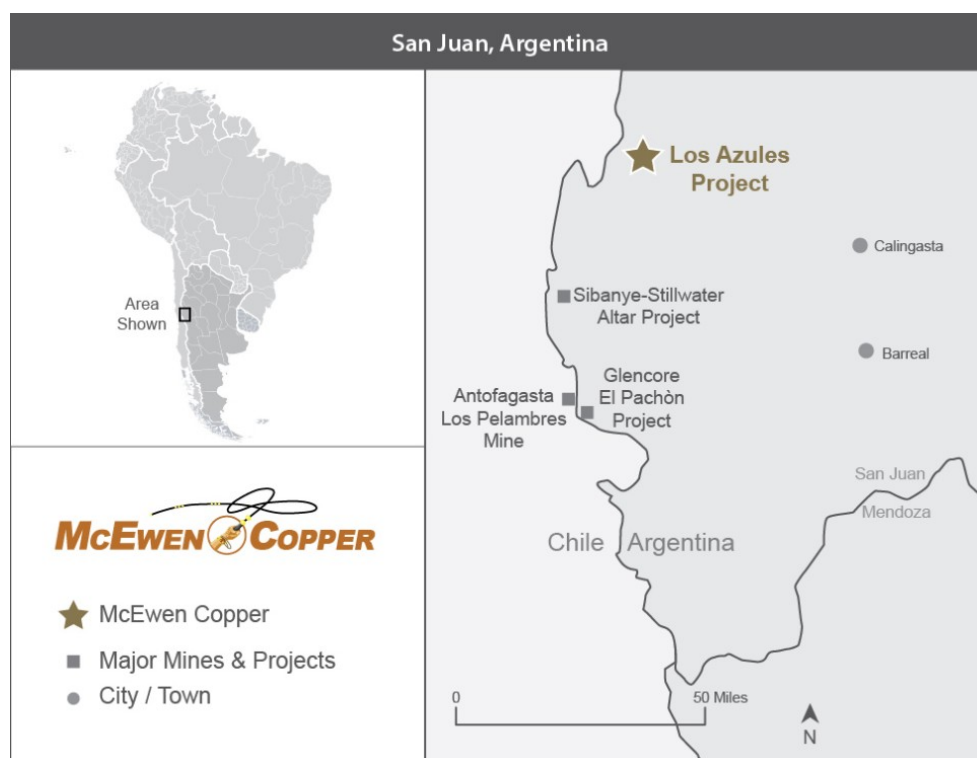 San Juan, Argentina
Area
Shown
McEwen Copper
McEwen Copper
Major Mines & Projects
City / Town
Los Azules
Project
Calingasta
Sibanye-Stillwater
Altar Project
Barreal
Glencore
El Pachòn
Project
Antofagasta
Los Pelambres
Mine
San Juan
Mendoza
Chile
Argentina
0
50 Miles
N